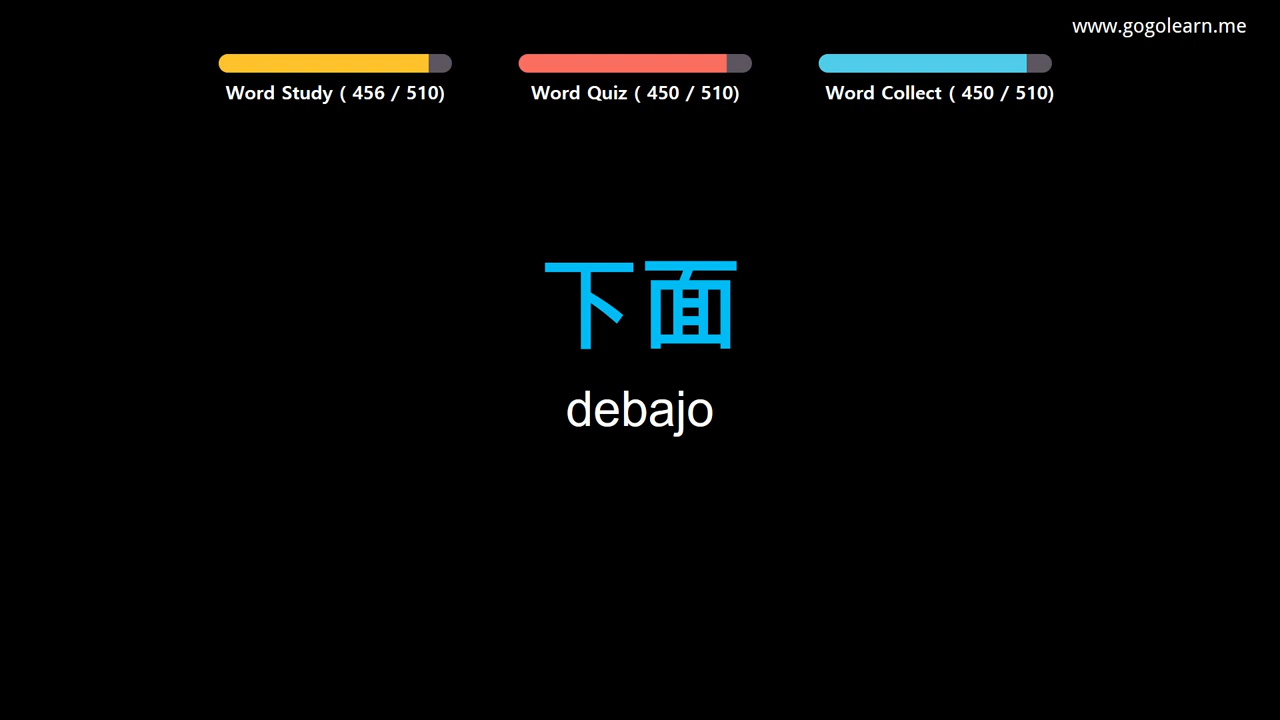 www.gogolearn.me
Word Study ( 456 / 510)
Word Quiz ( 450 / 510)
Word Collect ( 450 / 510)
下面
debajo